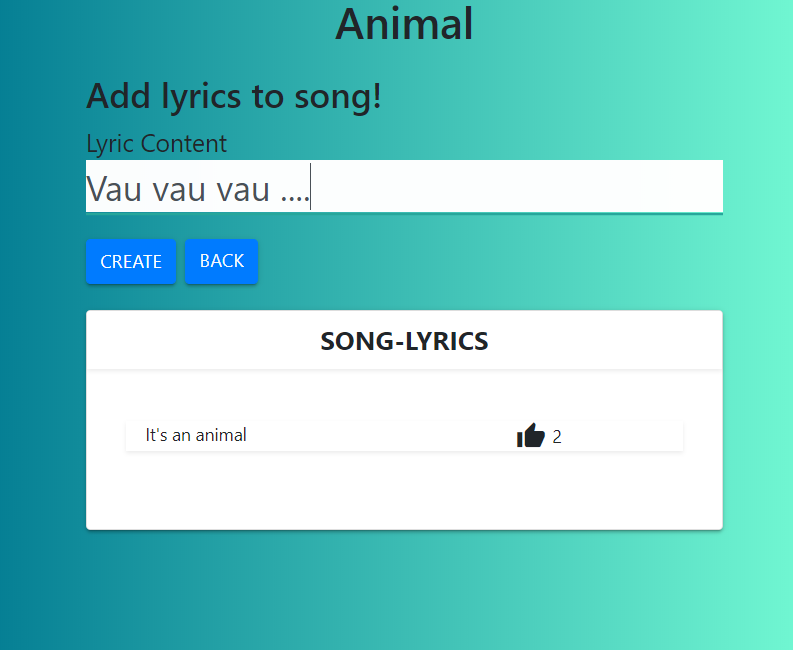 Animal
Add lyrics to song!
Lyric Content
Vau vau vau ....
CREATE BACK
SONG-LYRICS
It's an animal 2